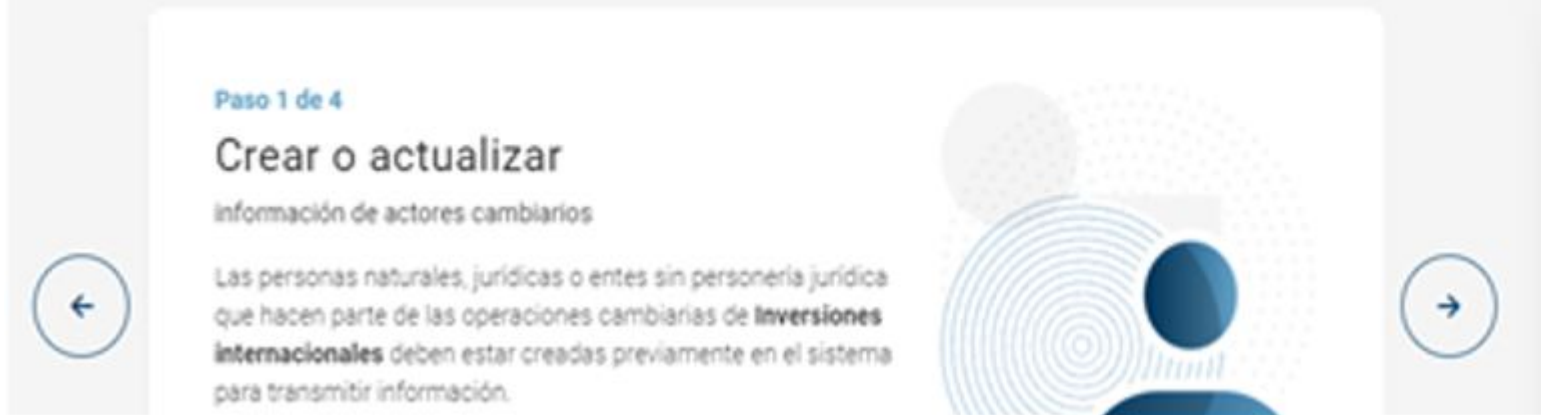 Paso 1 de 4
Crear o actualizar
información de actores cambiarios
Las personas naturales, jurídicas o entes sin personería jurídica
que hacen parte de las operaciones cambiarias de Inversiones
internacionales deben estar creadas previamente en el sistema
para transmitir información.